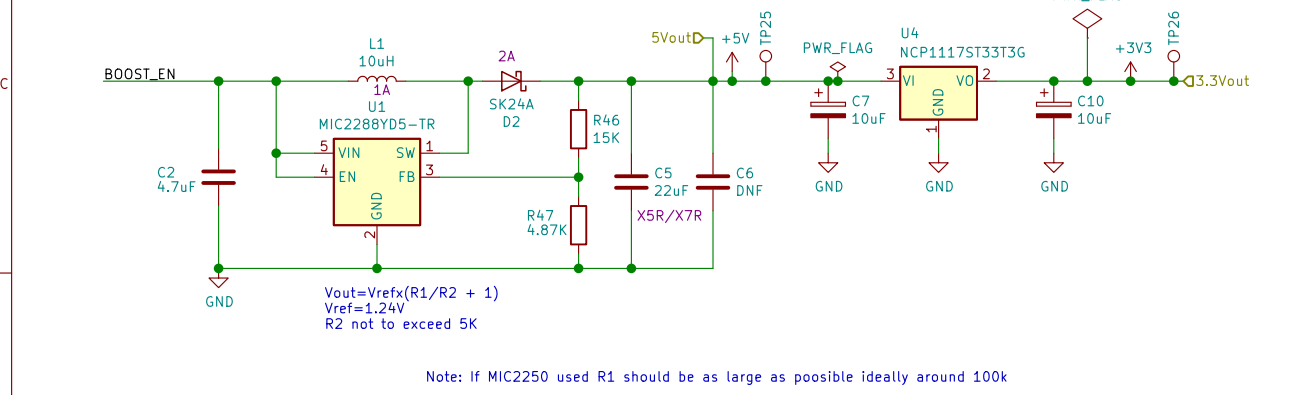 5Vout
+5V
TP25
PWR_FLAG
U4
NCP1117ST33T3G
+3V3
TP26
C
BOOST_EN
L1
10uH
1A
2A
SK24A
D2
3
VI
VO
2
GND
1
3.3Vout
U1
MIC2288YD5-TR
5
VIN
SW
1
4
EN
FB
3
GND
2
R46
15K
C7
10uF
C10
10uF
C2
4.7uF
C5
22uF
X5R/X7R
C6
DNF
GND
GND
GND
R47
4.87K
GND
Vout=Vrefx(R1/R2 + 1)
Vref=1.24V
R2 not to exceed 5K
Note: If MIC2250 used R1 should be as large as poosible ideally around 100k